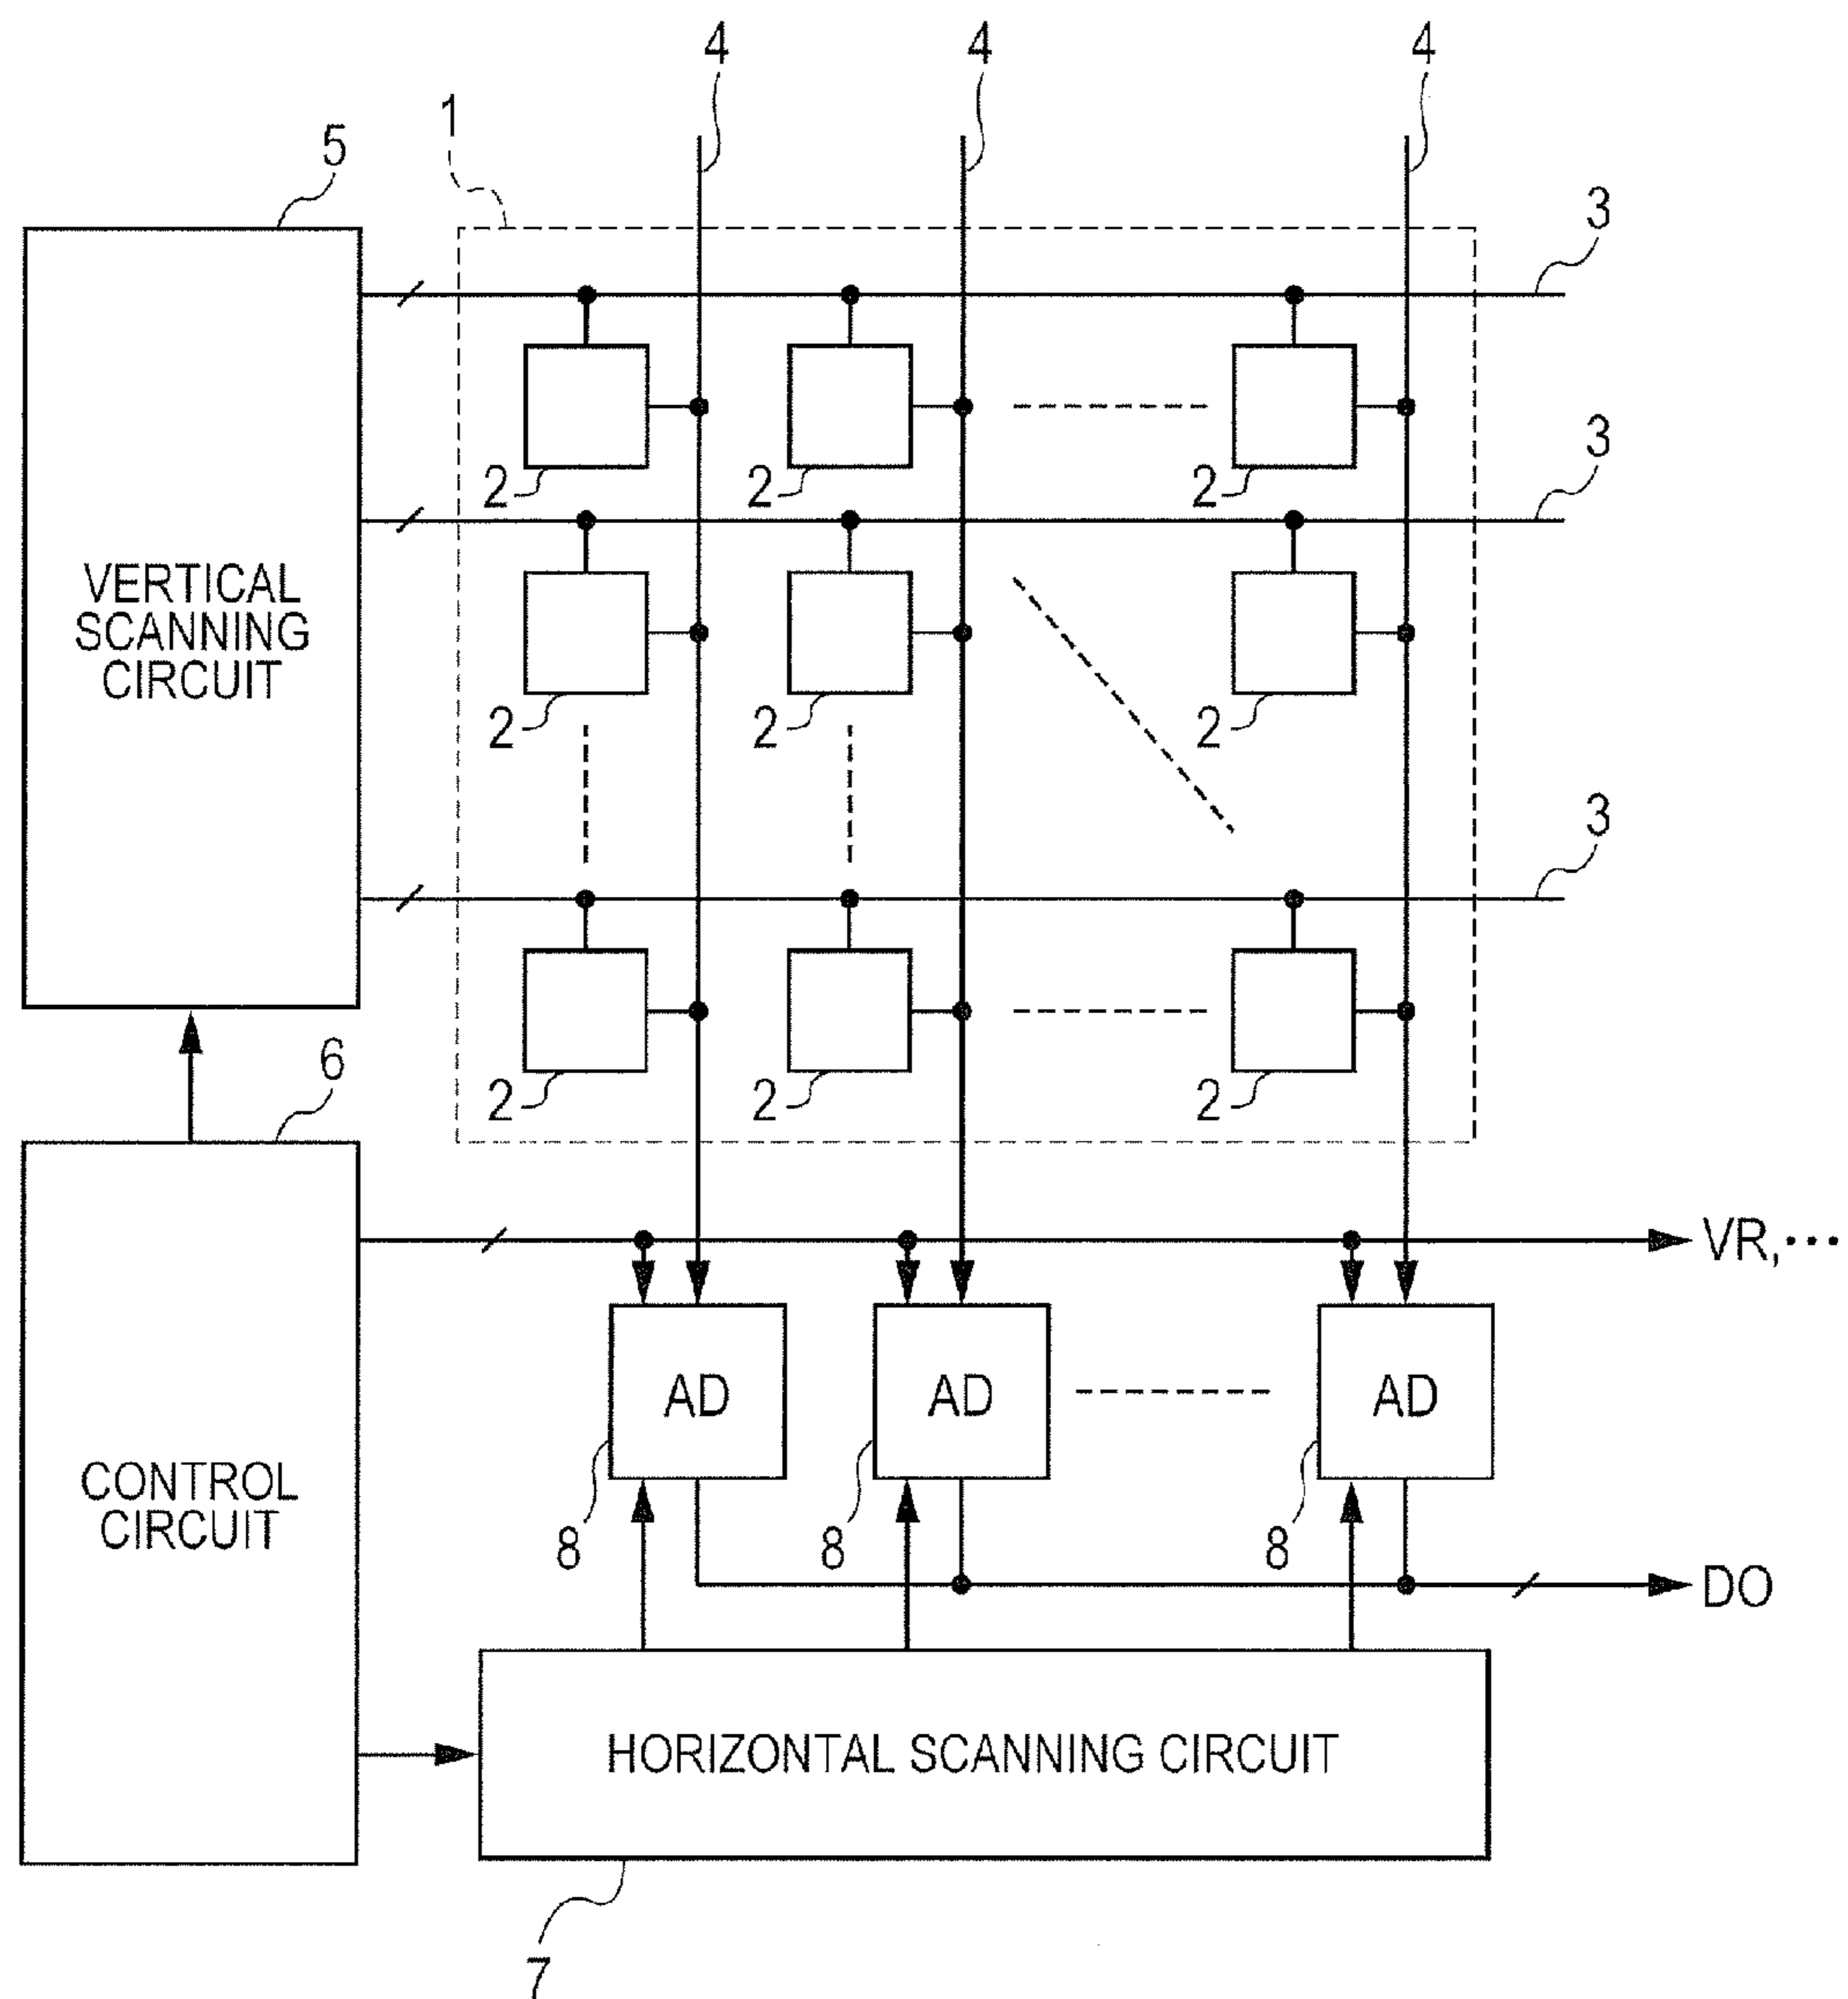 4 4 4
1
5
3
2 2 2
3
VERTICAL
SCANNING
CIRCUIT
2 2 2
3
6
2 2 2
VR,···
AD AD AD
CONTROL
CIRCUIT
8 8 8
DO
HORIZONTAL SCANNING CIRCUIT
7